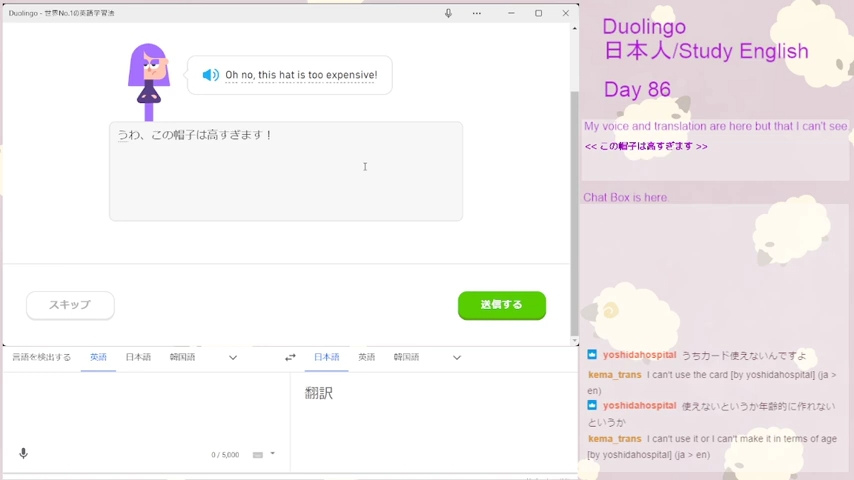 Duolingo - 世界No.1の英語学習法
Oh no, this hat is too expensive!
うわ、この帽子は高すぎます！
スキップ
送信する
言語を検出する 英語 日本語 韓国語
日本語 英語 韓国語
翻訳
0 / 5,000
Duolingo
日本人/Study English
Day 86
My voice and translation are here but that I can't see.
<< この帽子は高すぎます >>
Chat Box is here.
yoshidahospital うちカード使えないんですよ
kema_trans I can't use the card [by yoshidahospital] (ja >
en)
yoshidahospital 使えないというか年齢的に作れない
というか
kema_trans I can't use it or I can't make it in terms of age
[by yoshidahospital] (ja > en)